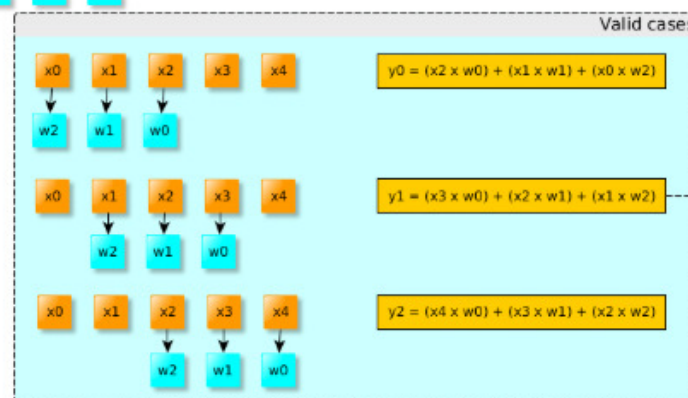 Valid case
x0 x1 x2 x3 x4 y0 = (x2 x w0) + (x1 x w1) + (x0 x w2)
w2 w1 w0
x0 x1 x2 x3 x4 y1 = (x3 x w0) + (x2 x w1) + (x1 x w2)
w2 w1 w0
x0 x1 x2 x3 x4 y2 = (x4 x w0) + (x3 x w1) + (x2 x w2)
w2 w1 w0